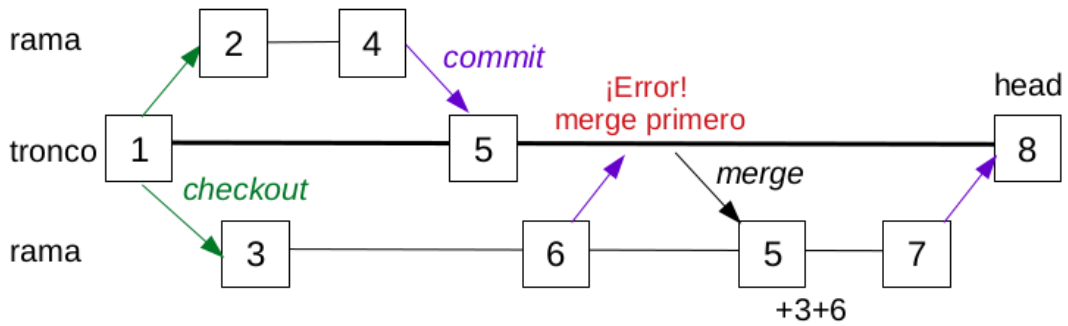 rama
2
4
commit
¡Error!
merge primero
head
tronco
1
5
8
checkout
merge
rama
3
6
5
7
+3+6